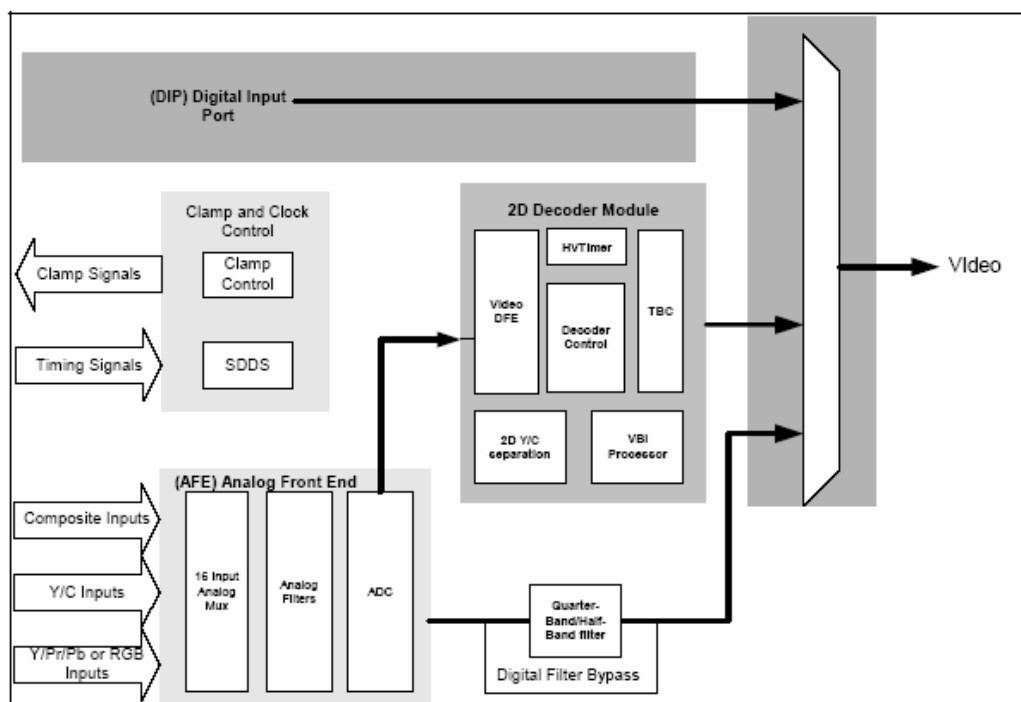 (DIP) Digital Input
Port
Clamp and Clock
Control
Clamp Signals
Clamp
Control
Timing Signals
SDDS
2D Decoder Module
HVTimer
Video
DFE
Decoder
Control
TBC
2D Y/C
separation
VBI
Processor
VIdeo
(AFE) Analog Front End
Composite Inputs
Y/C Inputs
Y/Pr/Pb or RGB
Inputs
16 Input
Analog
Mux
Analog
Filters
ADC
Quarter-
Band/Half-
Band filter
Digital Filter Bypass